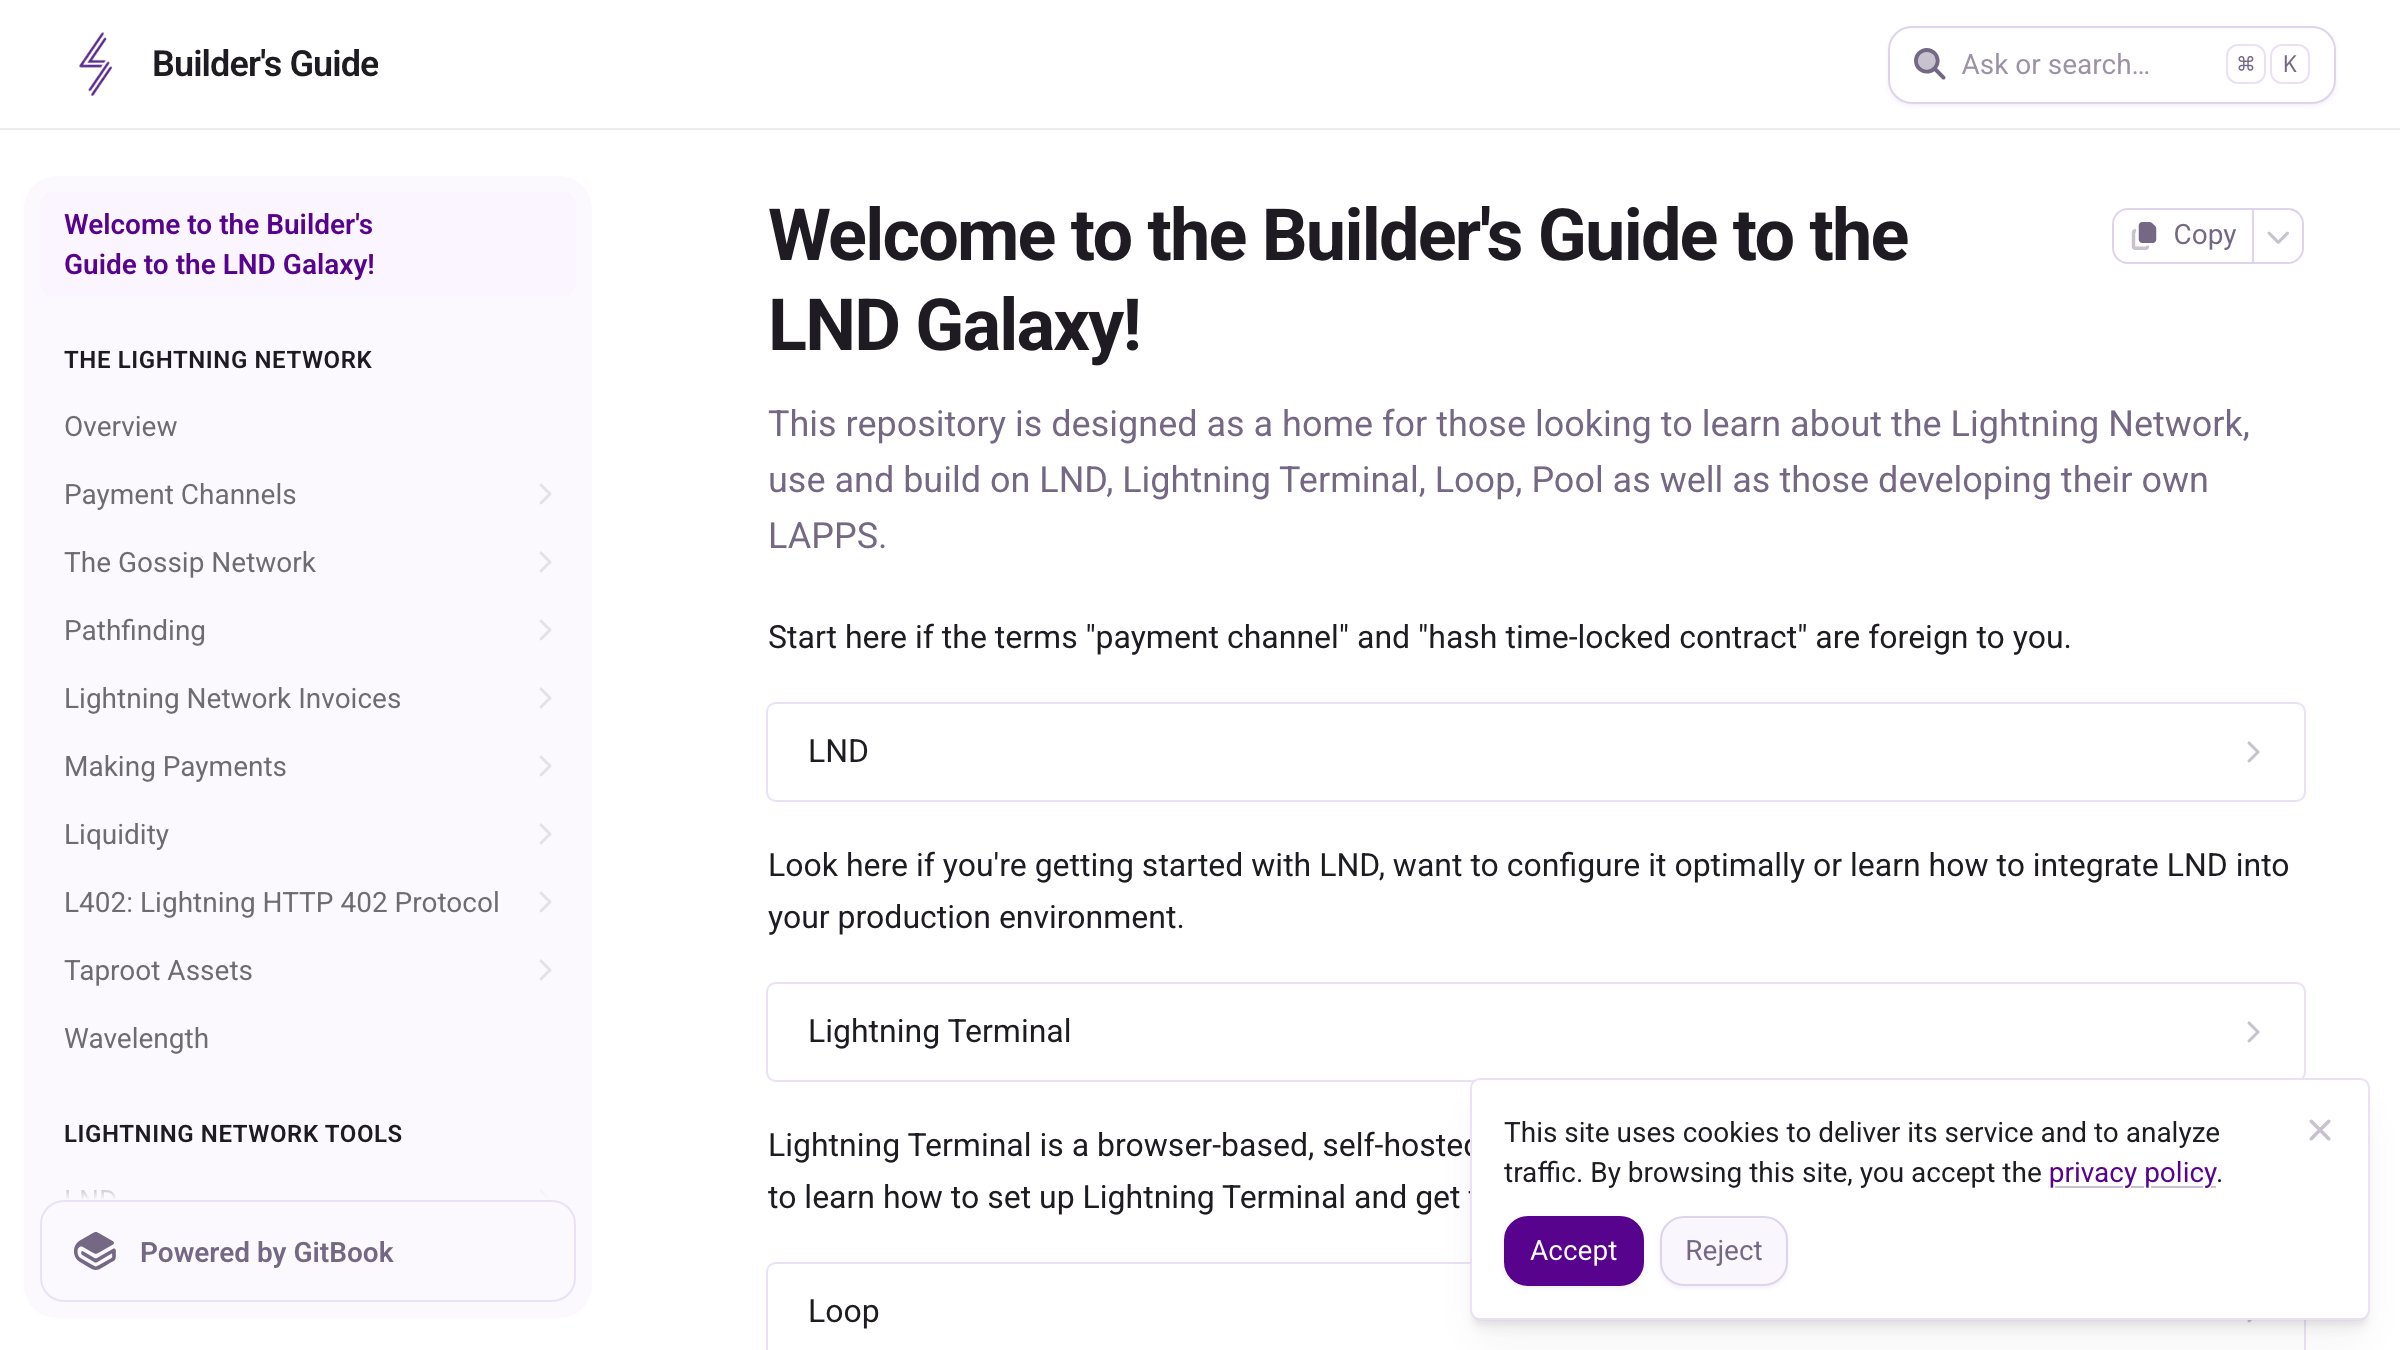 Builder's Guide
Ask or search...
⌘ K
Welcome to the Builder's
Guide to the LND Galaxy!
THE LIGHTNING NETWORK
Overview
Payment Channels
The Gossip Network
Pathfinding
Lightning Network Invoices
Making Payments
Liquidity
L402: Lightning HTTP 402 Protocol
Taproot Assets
Wavelength
LIGHTNING NETWORK TOOLS
LND
Powered by GitBook
Welcome to the Builder's Guide to the
LND Galaxy!
Copy
This repository is designed as a home for those looking to learn about the Lightning Network,
use and build on LND, Lightning Terminal, Loop, Pool as well as those developing their own
LAPPS.
Start here if the terms "payment channel" and "hash time-locked contract" are foreign to you.
LND
Look here if you're getting started with LND, want to configure it optimally or learn how to integrate LND into
your production environment.
Lightning Terminal
Lightning Terminal is a browser-based, self-hosted
to learn how to set up Lightning Terminal and get
Loop
This site uses cookies to deliver its service and to analyze
traffic. By browsing this site, you accept the privacy policy.
Accept
Reject